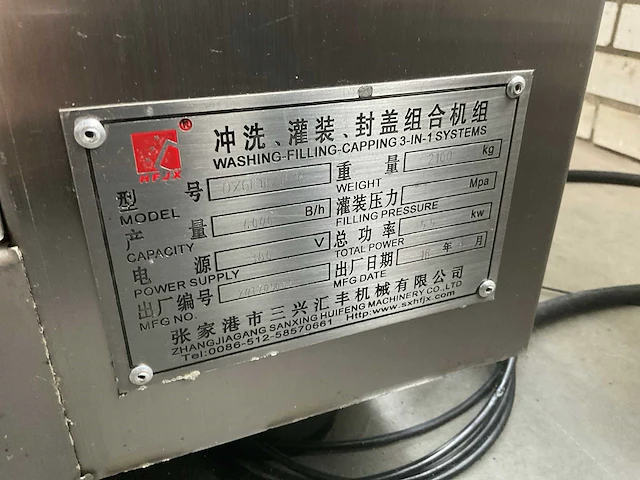 HFJX ®
冲洗、灌装、封盖组合机组
WASHING-FILLING-CAPPING 3-IN-1 SYSTEMS
型 号
MODEL
重 量 2100 kg
WEIGHT
产 量 B/h
CAPACITY
灌装压力 Mpa
FILLING PRESSURE
电 源 V
POWER SUPPLY
总 功 率 kw
TOTAL POWER
出厂编号
MFG NO.
出厂日期 16 年 月
MFG DATE
张家港市三兴汇丰机械有限公司
ZHANGJIAGANG SANXING HUIFENG MACHINERY CO.,LTD
Tel:0086-512-58570661 Http:www.sxhfjx.com